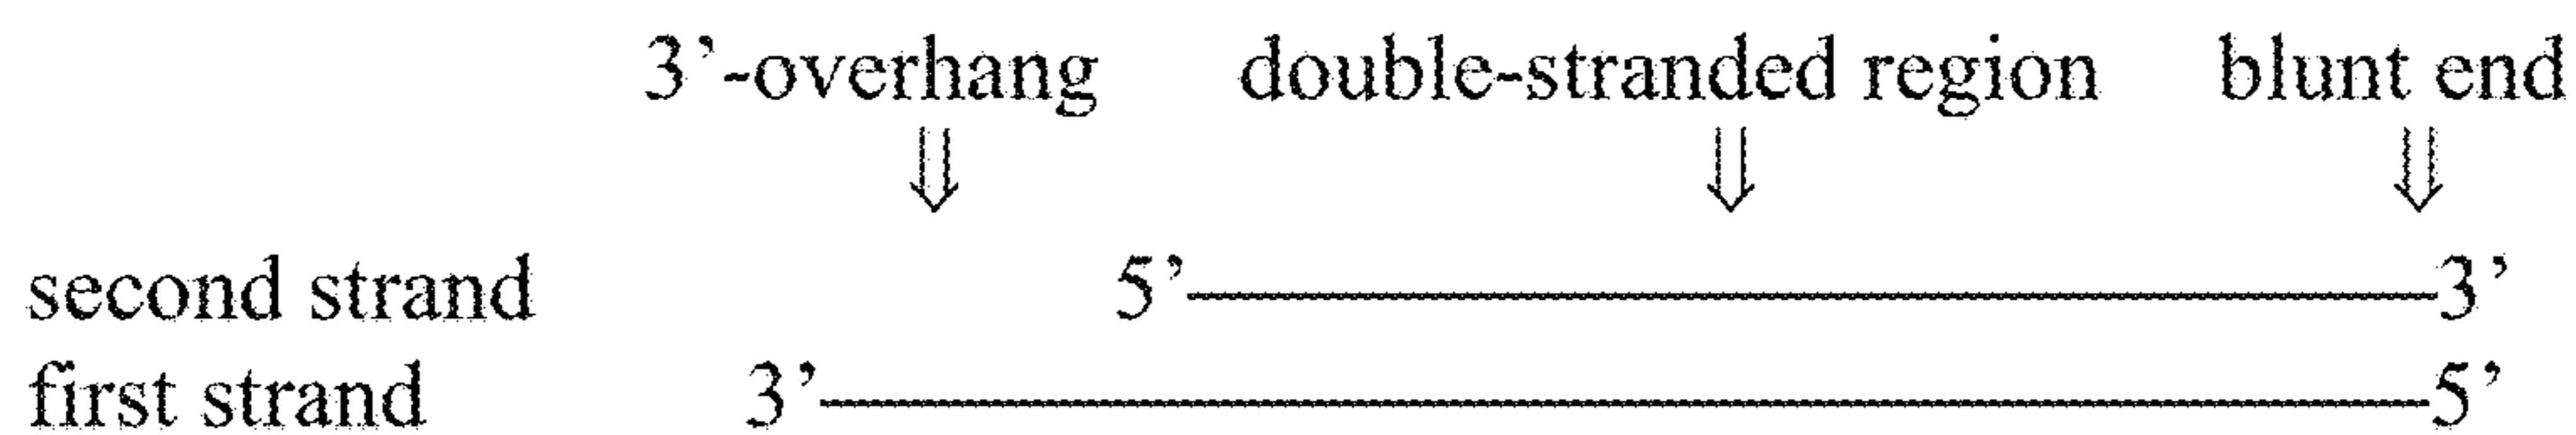 3’-overhang double-stranded region blunt end
second strand 5’ 3’
first strand 3’ 5’